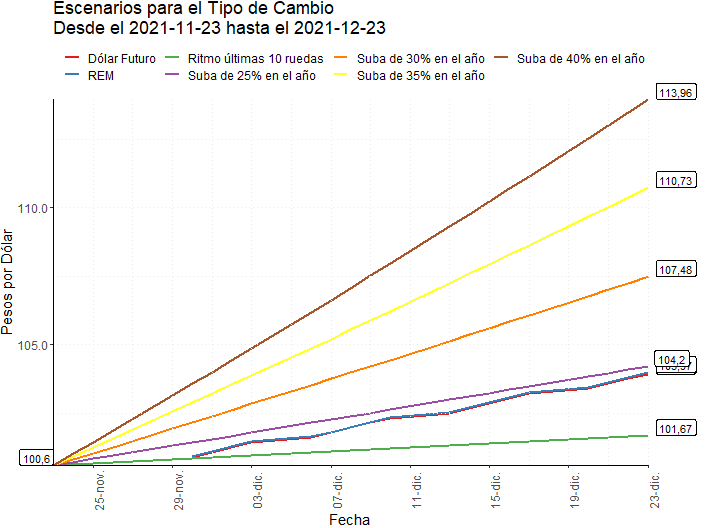 Escenarios para el Tipo de Cambio
Desde el 2021-11-23 hasta el 2021-12-23
Dólar Futuro
Ritmo últimas 10 ruedas
Suba de 30% en el año
Suba de 40% en el año
REM
Suba de 25% en el año
Suba de 35% en el año
113,96
110,73
110.0
107,48
105.0
104,2
101,67
100,6
Pesos por Dólar
25-nov.
29-nov.
03-dic.
07-dic.
11-dic.
15-dic.
19-dic.
23-dic.
Fecha